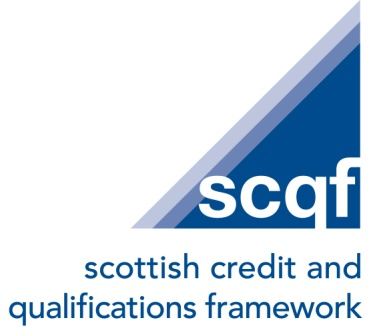 scqf
scottish credit and
qualifications framework